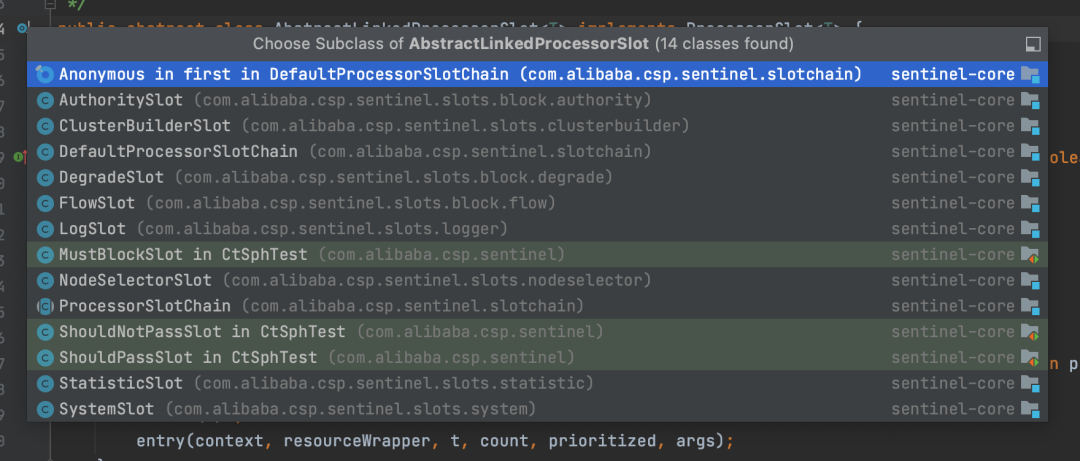 */
public abstract class AbstractLinkedProcessorSlot<T> implements ProcessorSlot<T> {
Choose Subclass of AbstractLinkedProcessorSlot (14 classes found)
Anonymous in first in DefaultProcessorSlotChain (com.alibaba.csp.sentinel.slotchain) sentinel-core
AuthoritySlot (com.alibaba.csp.sentinel.slots.block.authority) sentinel-core
ClusterBuilderSlot (com.alibaba.csp.sentinel.slots.clusterbuilder) sentinel-core
DefaultProcessorSlotChain (com.alibaba.csp.sentinel.slotchain) sentinel-core
DegradeSlot (com.alibaba.csp.sentinel.slots.block.degrade) sentinel-core
FlowSlot (com.alibaba.csp.sentinel.slots.block.flow) sentinel-core
LogSlot (com.alibaba.csp.sentinel.slots.logger) sentinel-core
MustBlockSlot in CtSphTest (com.alibaba.csp.sentinel) sentinel-core
NodeSelectorSlot (com.alibaba.csp.sentinel.slots.nodeselector) sentinel-core
ProcessorSlotChain (com.alibaba.csp.sentinel.slotchain) sentinel-core
ShouldNotPassSlot in CtSphTest (com.alibaba.csp.sentinel) sentinel-core
ShouldPassSlot in CtSphTest (com.alibaba.csp.sentinel) sentinel-core
StatisticSlot (com.alibaba.csp.sentinel.slots.statistic) sentinel-core
SystemSlot (com.alibaba.csp.sentinel.slots.system) sentinel-core
entry(context, resourceWrapper, t, count, prioritized, args);